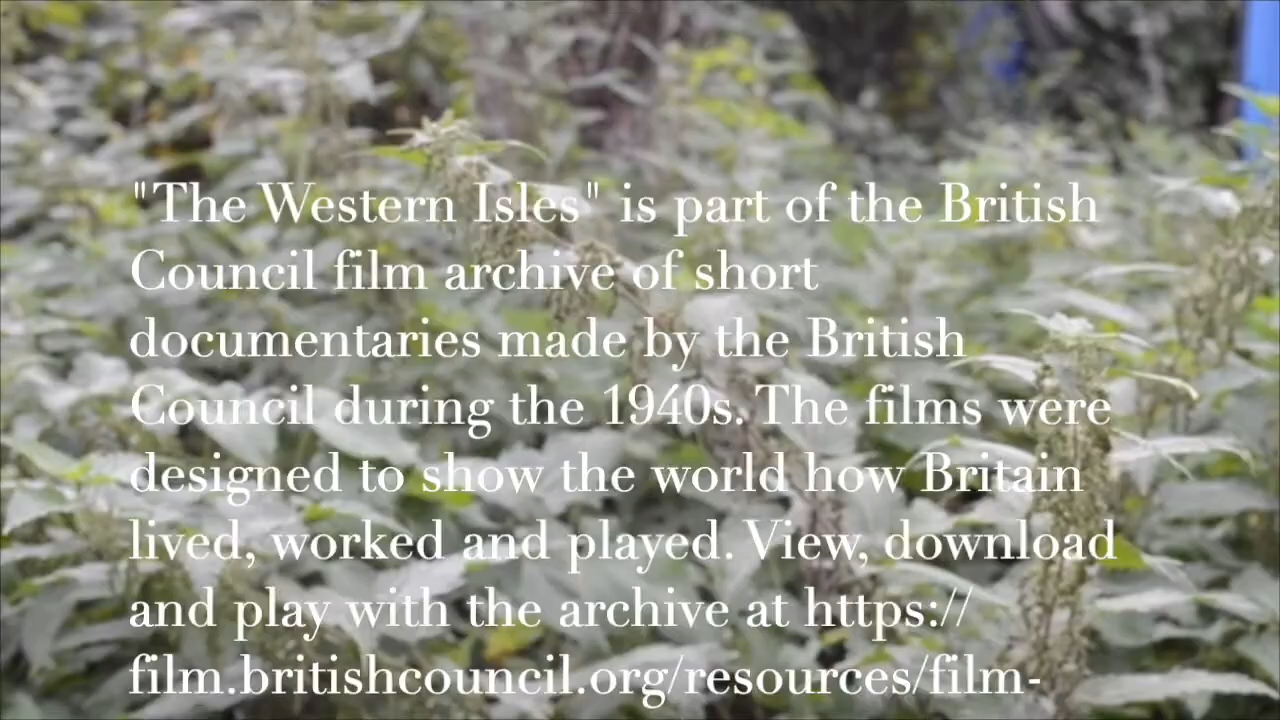 "The Western Isles" is part of the British
Council film archive of short
documentaries made by the British
Council during the 1940s. The films were
designed to show the world how Britain
lived, worked and played. View, download
and play with the archive at https://
film.britishcouncil.org/resources/film-